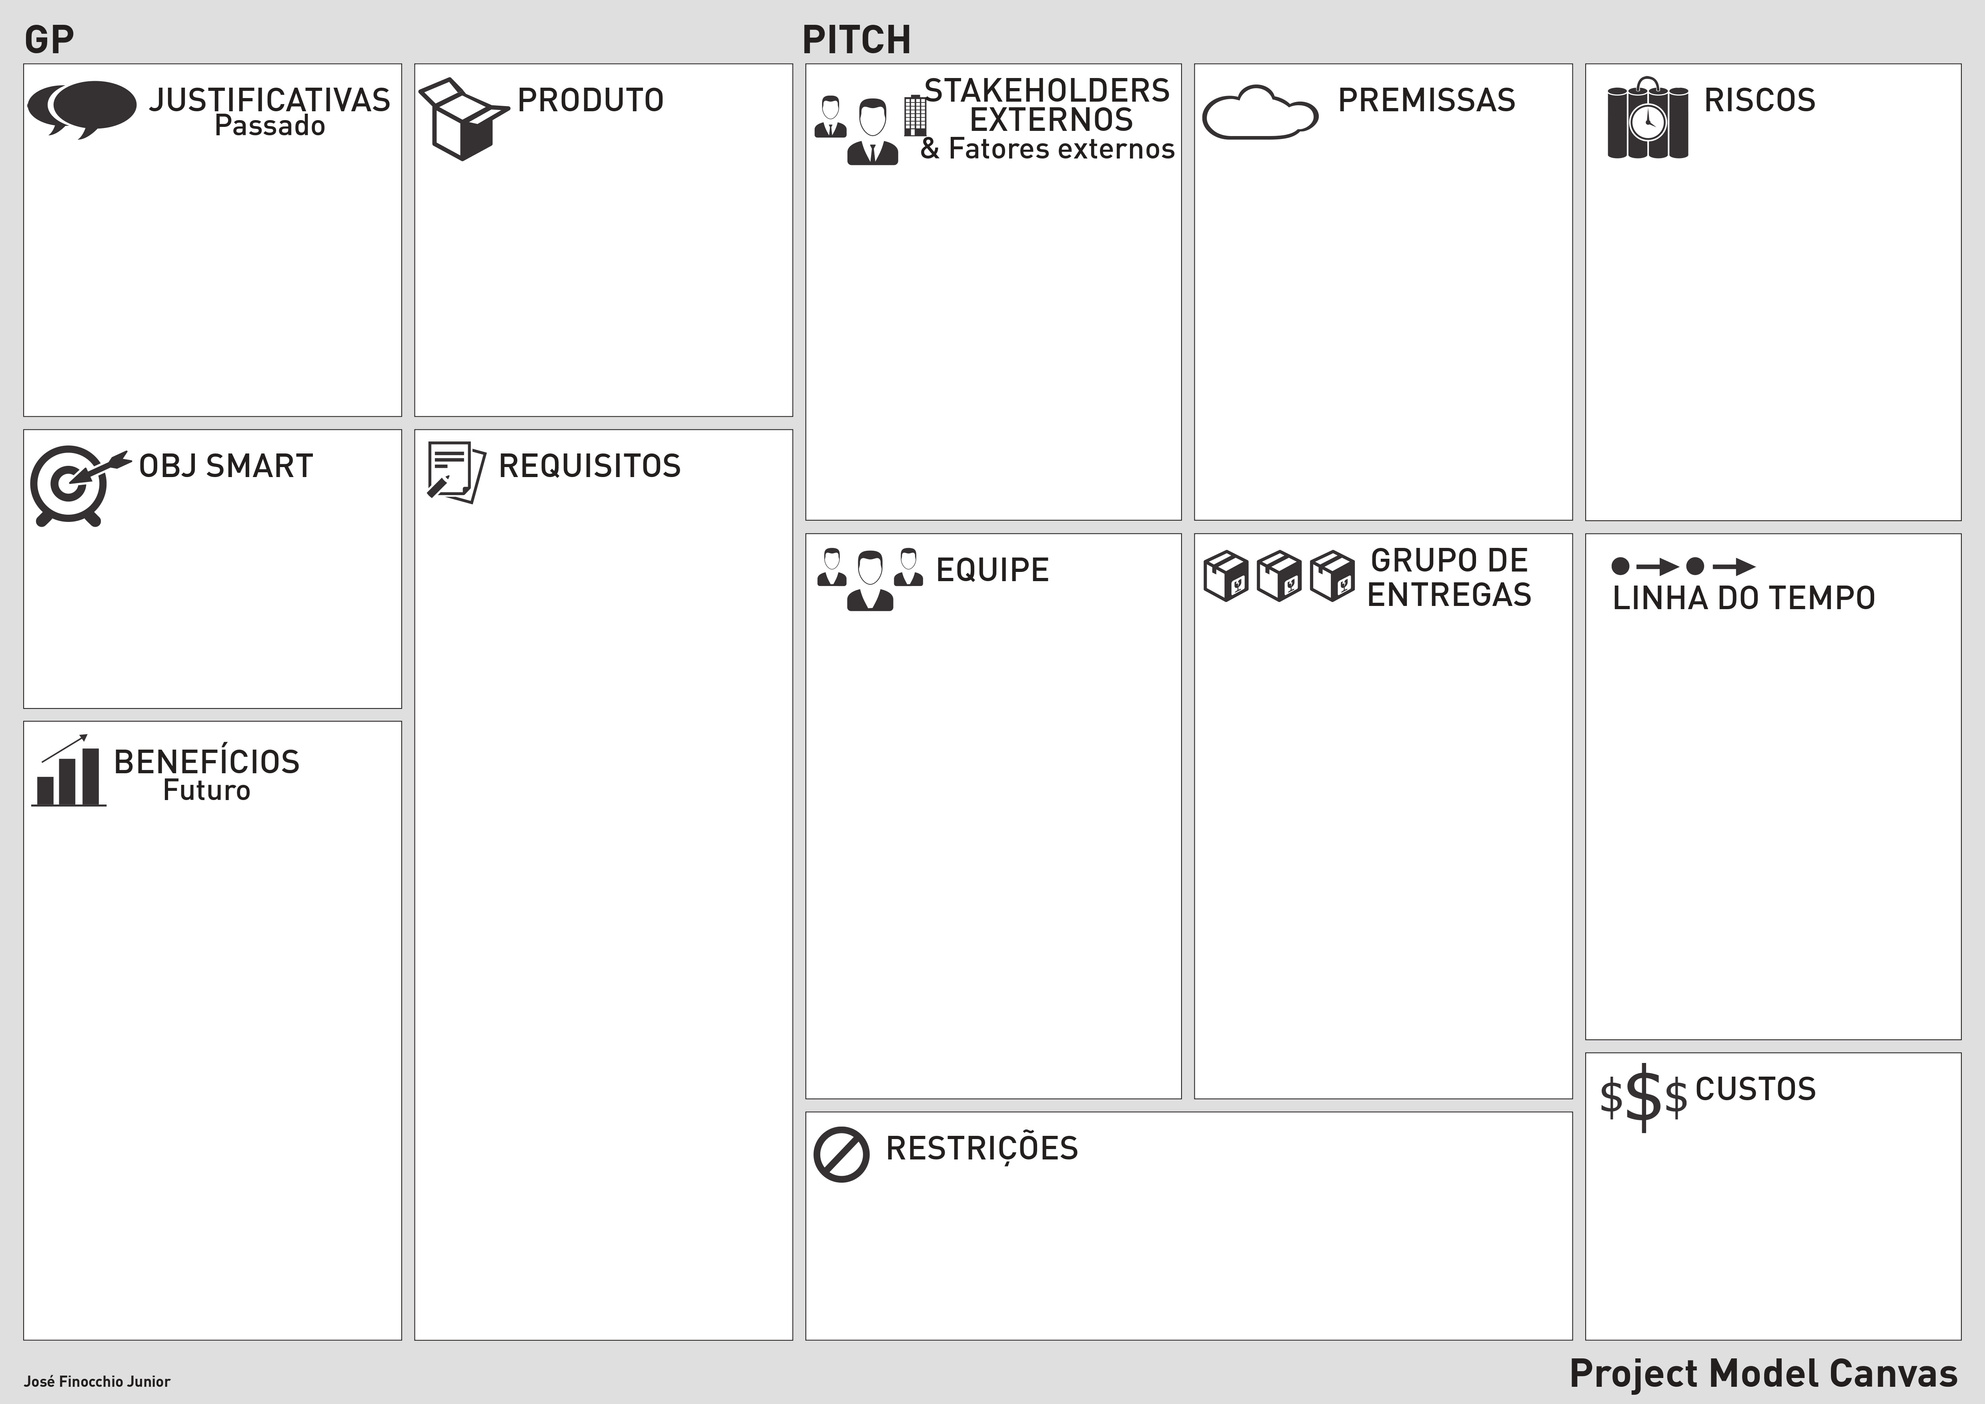 GP
PITCH
JUSTIFICATIVAS
Passado
PRODUTO
STAKEHOLDERS
EXTERNOS
& Fatores externos
PREMISSAS
RISCOS
OBJ SMART
REQUISITOS
BENEFÍCIOS
Futuro
EQUIPE
GRUPO DE
ENTREGAS
LINHA DO TEMPO
RESTRIÇÕES
$$$ CUSTOS
José Finocchio Junior
Project Model Canvas